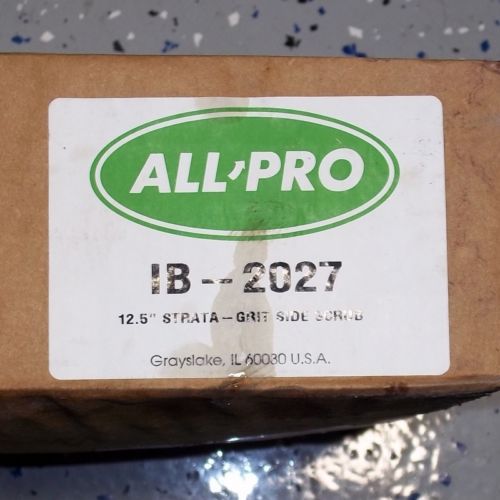 ALL-PRO
IB-2027
12.5" STRATA-GRIT SIDE SCRUB
Grayslake, IL 60030 U.S.A.